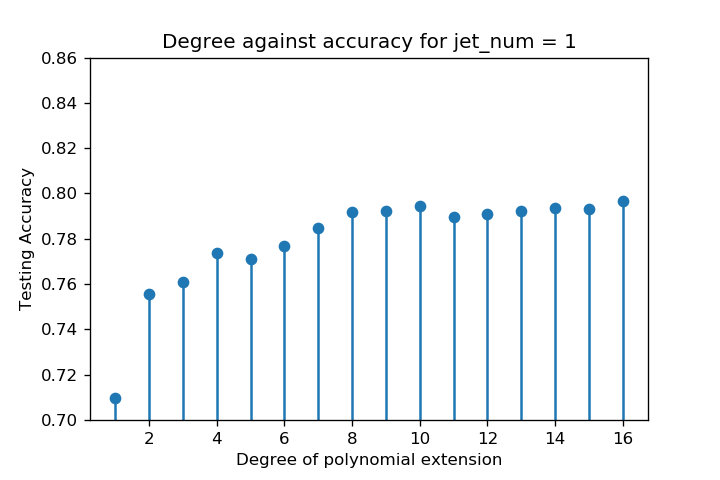 Degree against accuracy for jet_num = 1
0.86
0.84
0.82
0.80
0.78
0.76
0.74
0.72
0.70
Testing Accuracy
2 4 6 8 10 12 14 16
Degree of polynomial extension